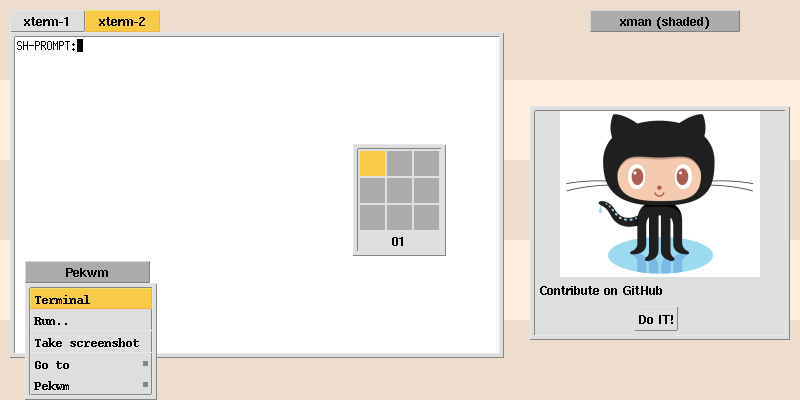 xterm-1
xterm-2
xman (shaded)
SH-PROMPT:
01
Pekwm
Terminal
Run..
Take screenshot
Go to
Pekwm
Contribute on GitHub
Do IT!